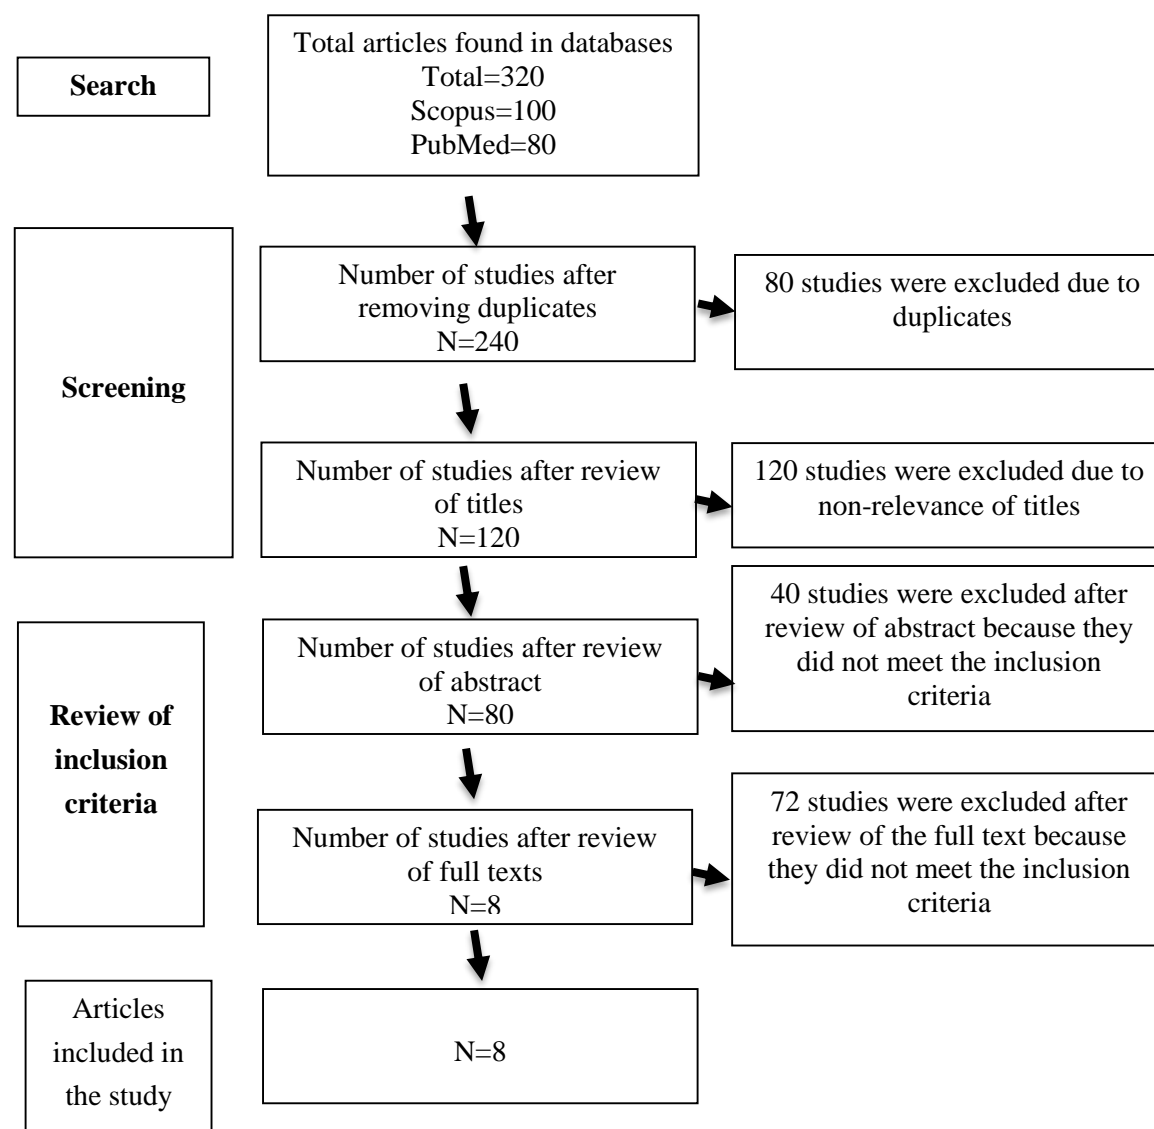 Search
Total articles found in databases
Total=320
Scopus=100
PubMed=80
Screening
Number of studies after
removing duplicates
N=240
80 studies were excluded due to
duplicates
Number of studies after review
of titles
N=120
120 studies were excluded due to
non-relevance of titles
Review of
inclusion
criteria
Number of studies after review
of abstract
N=80
40 studies were excluded after
review of abstract because they
did not meet the inclusion
criteria
Number of studies after review
of full texts
N=8
72 studies were excluded after
review of the full text because
they did not meet the inclusion
criteria
Articles
included in
the study
N=8